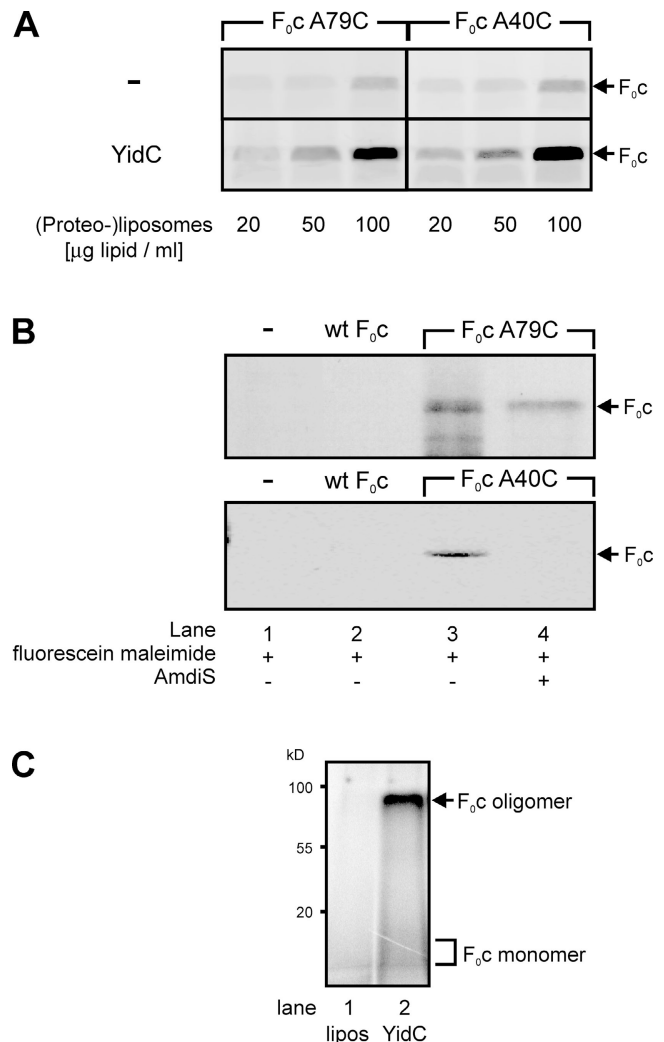 A
F₀c A79C F₀c A40C
- ← F₀c
YidC ← F₀c
(Proteo-)liposomes 20 50 100 20 50 100
[µg lipid / ml]
B
- wt F₀c F₀c A79C
← F₀c
- wt F₀c F₀c A40C
← F₀c
Lane 1 2 3 4
fluorescein maleimide + + + +
AmdiS - - - +
C
kD
100 ← F₀c oligomer
55
20
F₀c monomer
lane 1 2
lipos YidC